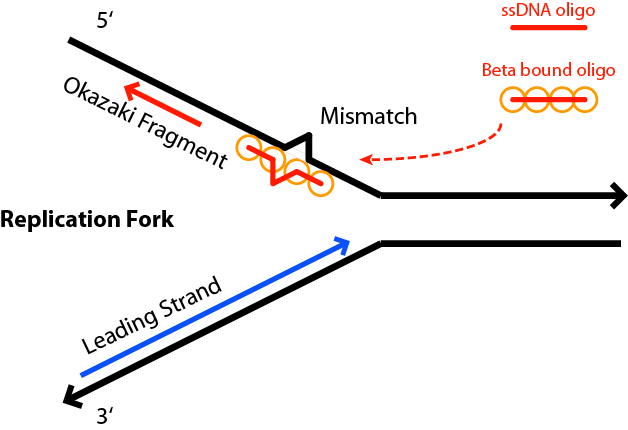 5‘
ssDNA oligo
Beta bound oligo
Okazaki Fragment
Mismatch
Replication Fork
Leading Strand
3‘